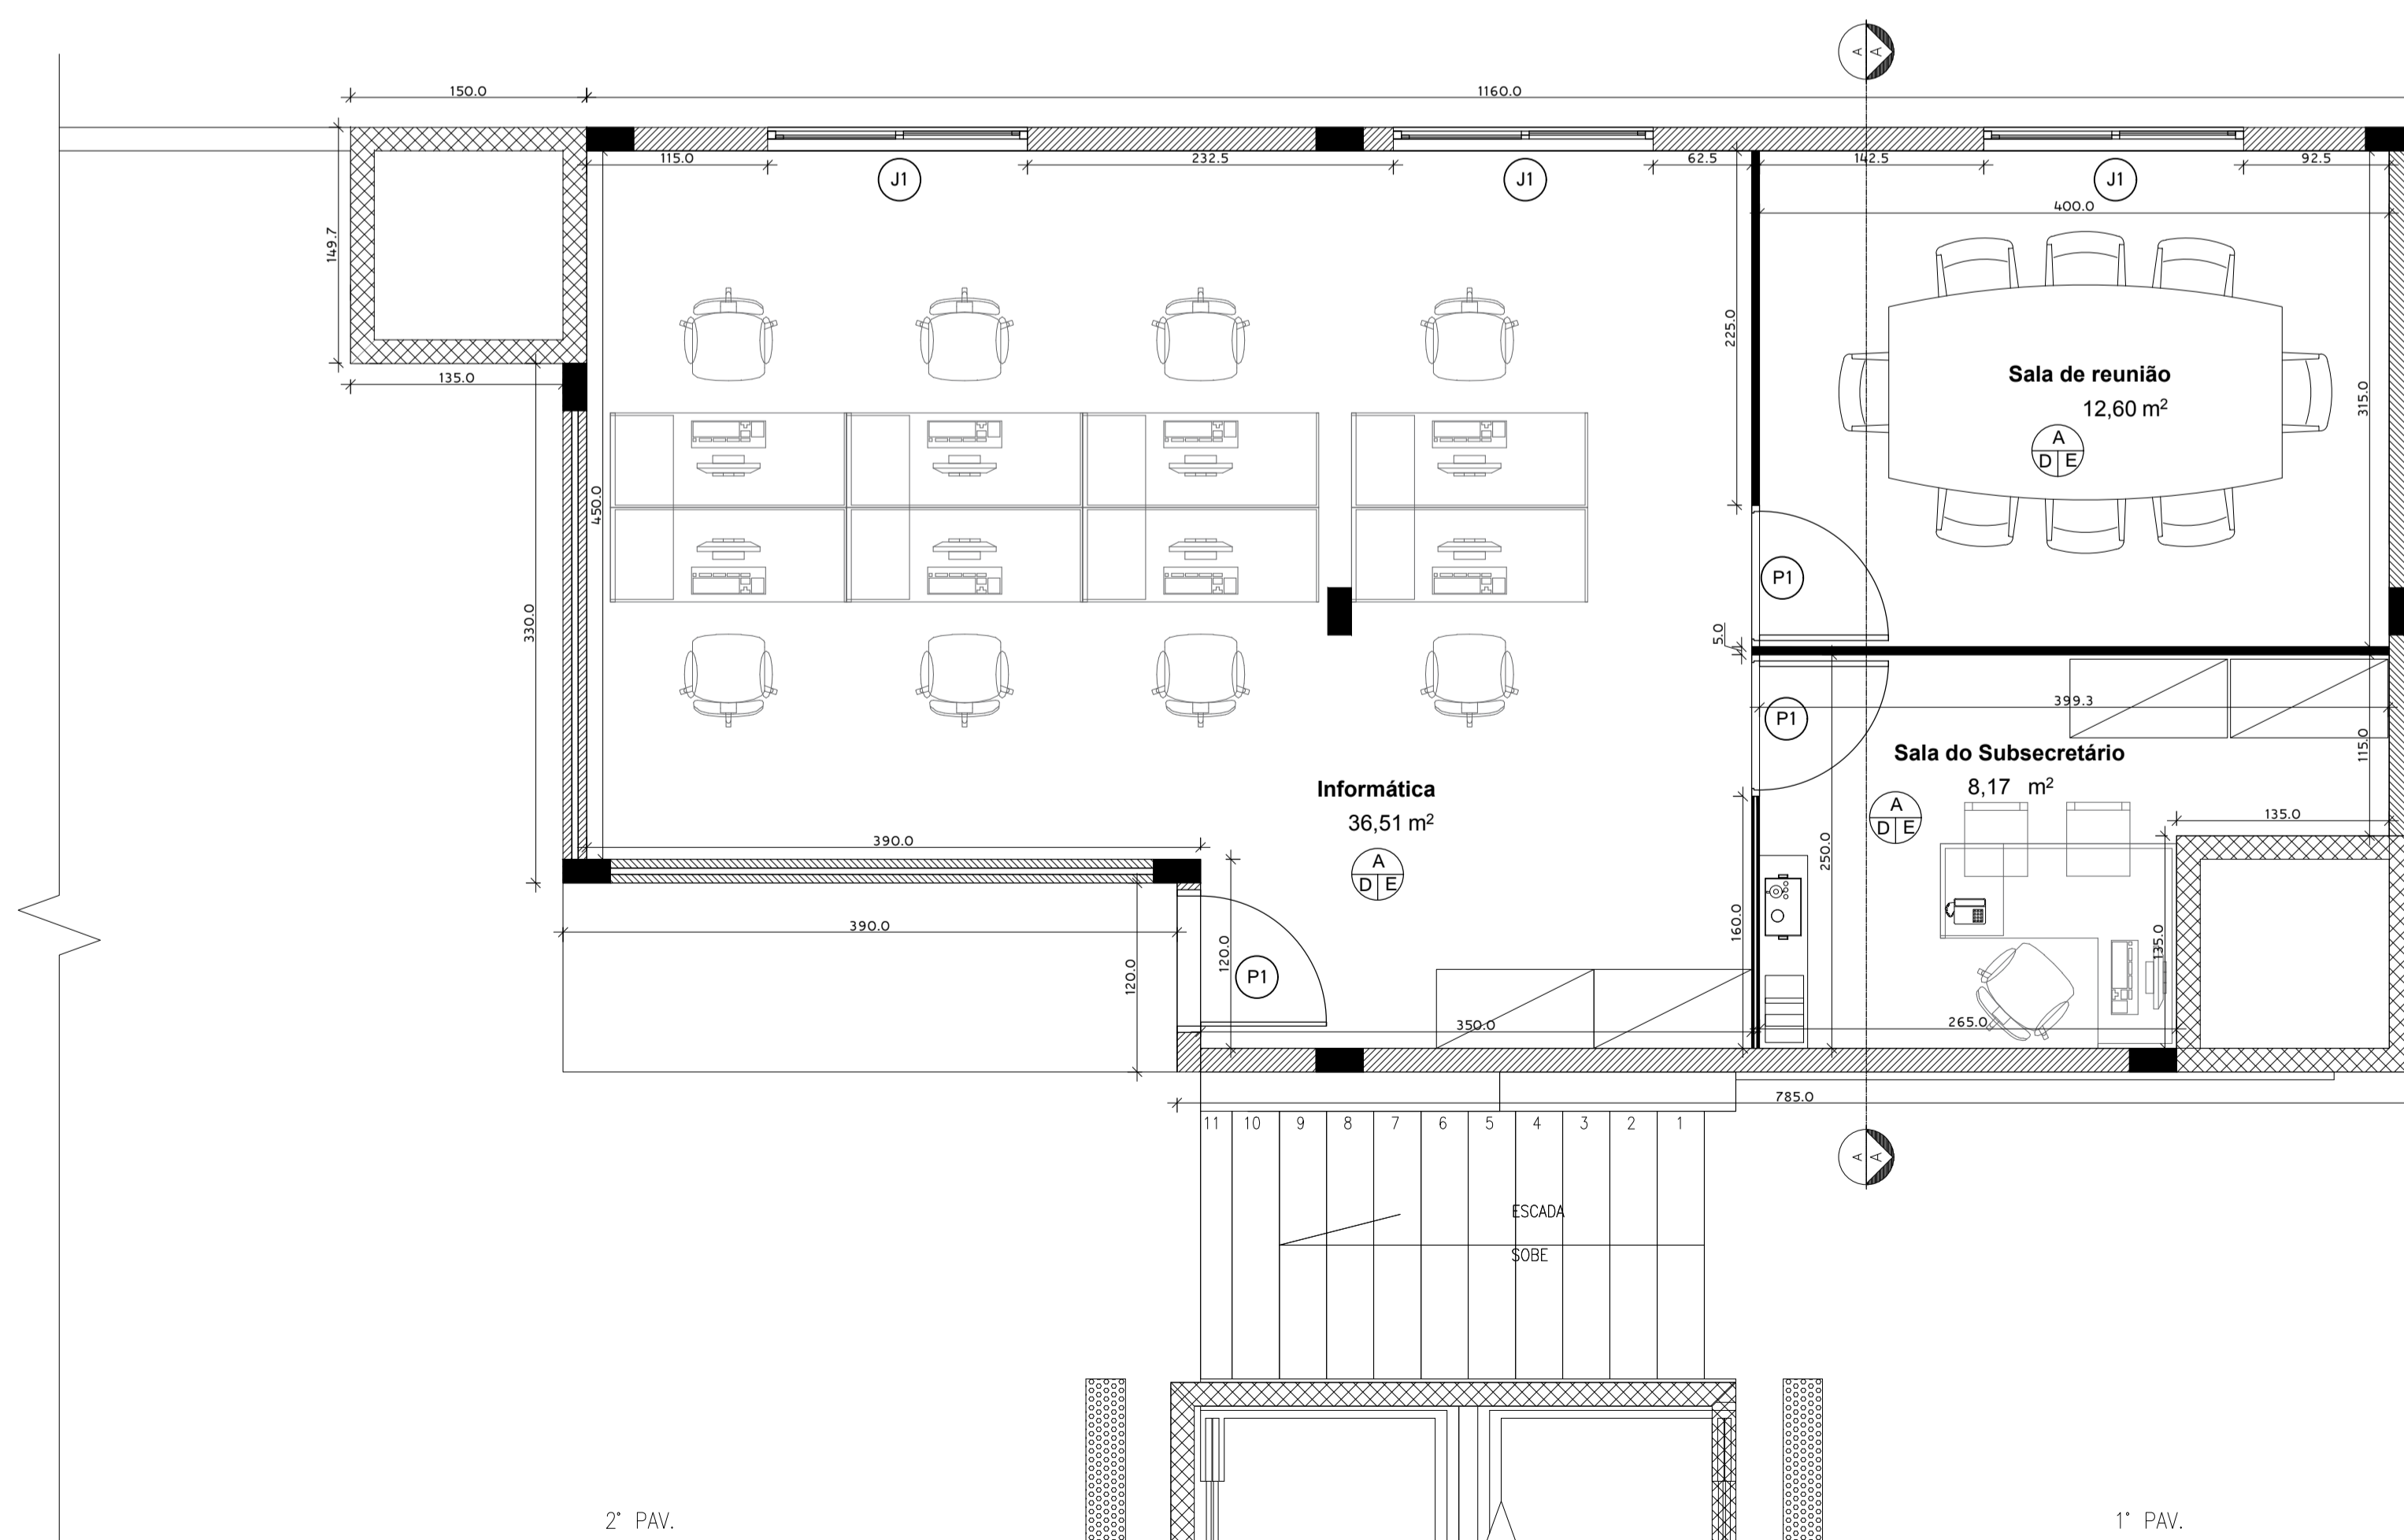 A A
150.0
1160.0
115.0
232.5
62.5
142.5
92.5
J1
J1
J1
400.0
149.7
225.0
135.0
Sala de reunião
12,60 m²
315.0
A
D E
450.0
P1
330.0
5.0
P1
399.3
Sala do Subsecretário
8,17 m²
115.0
Informática
36,51 m²
A
D E
135.0
390.0
250.0
A
D E
390.0
120.0
120.0
160.0
135.0
P1
350.0
265.0
785.0
11 10 9 8 7 6 5 4 3 2 1
A A
ESCADA
SOBE
2° PAV.
1° PAV.